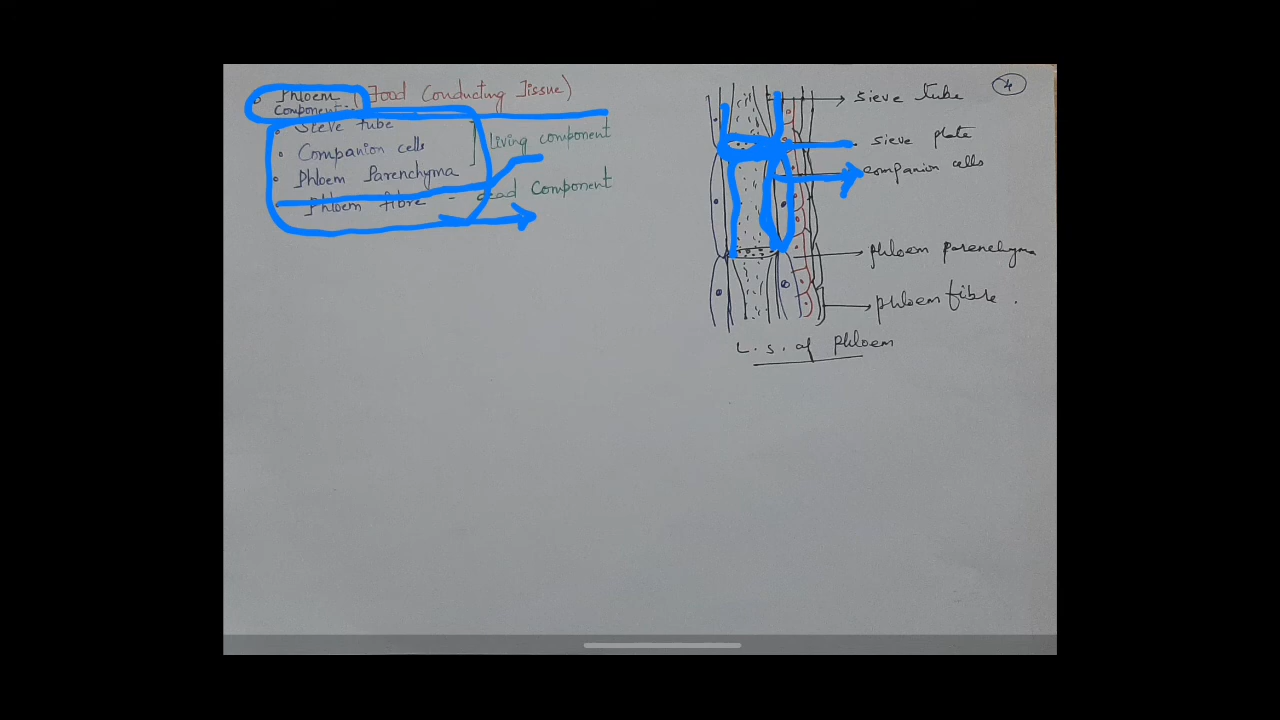 Phloem (Food Conducting Tissue)
Component:-
Sieve tube
Companion cells ] Living component
Phloem Parenchyma
Phloem fibre - dead Component
4
sieve tube
sieve plate
companion cells
phloem parenchyma
phloem fibre.
L. s. of Phloem